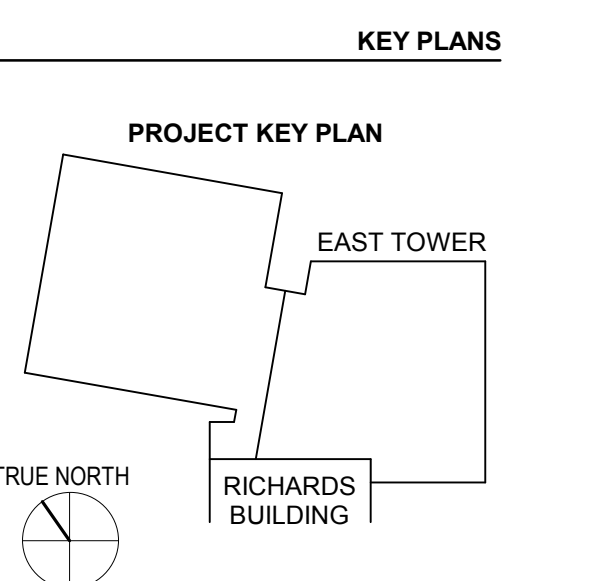 KEY PLANS
PROJECT KEY PLAN
EAST TOWER
TRUE NORTH
RICHARDS
BUILDING